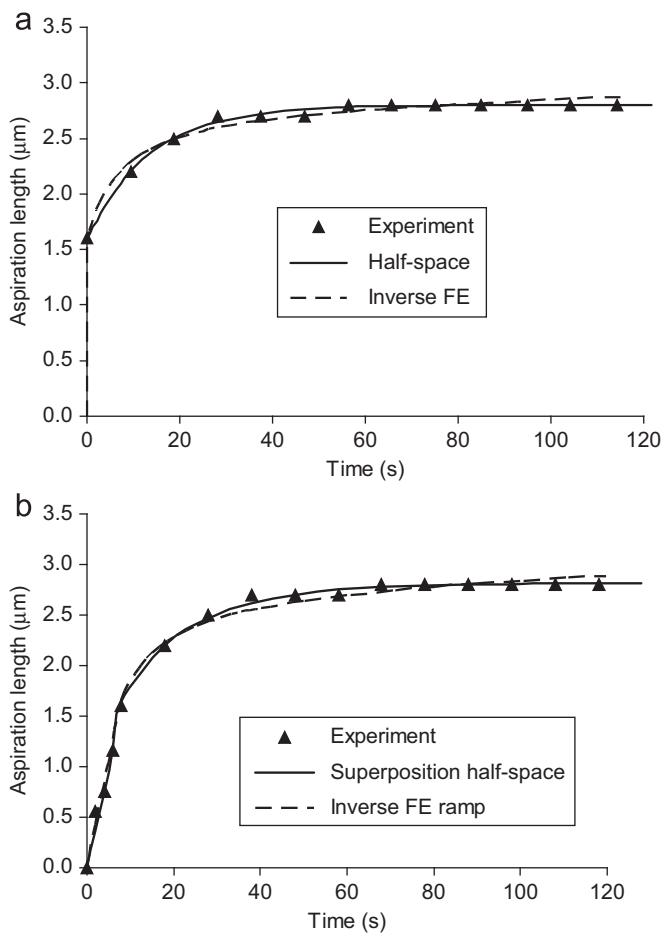 a
3.5
3.0
2.5
2.0
1.5
1.0
0.5
0.0
Aspiration length (μm)
Experiment
Half-space
Inverse FE
0 20 40 60 80 100 120
Time (s)
b
3.5
3.0
2.5
2.0
1.5
1.0
0.5
0.0
Aspiration length (μm)
Experiment
Superposition half-space
Inverse FE ramp
0 20 40 60 80 100 120
Time (s)